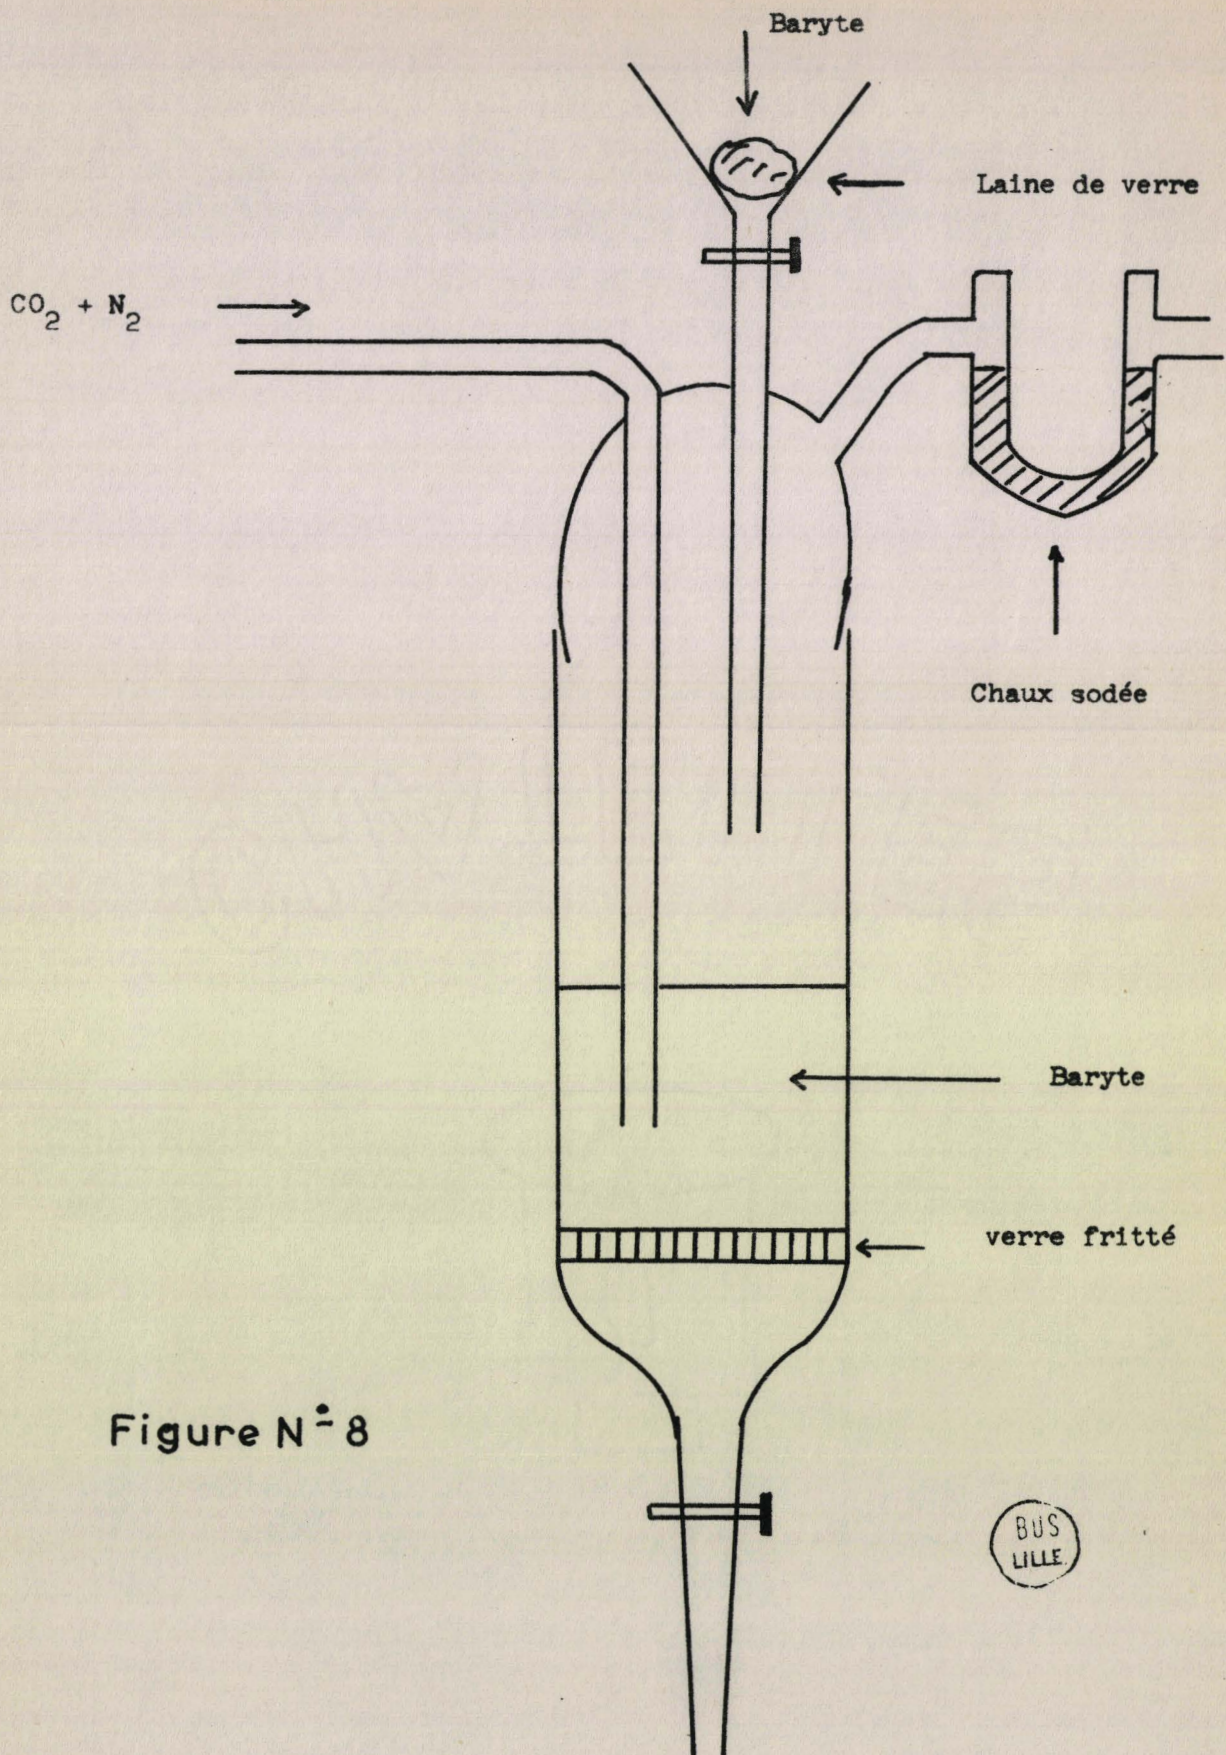 Baryte
Laine de verre
CO₂ + N₂
Chaux sodée
Baryte
verre fritté
Figure N° 8
BUS
LILLE